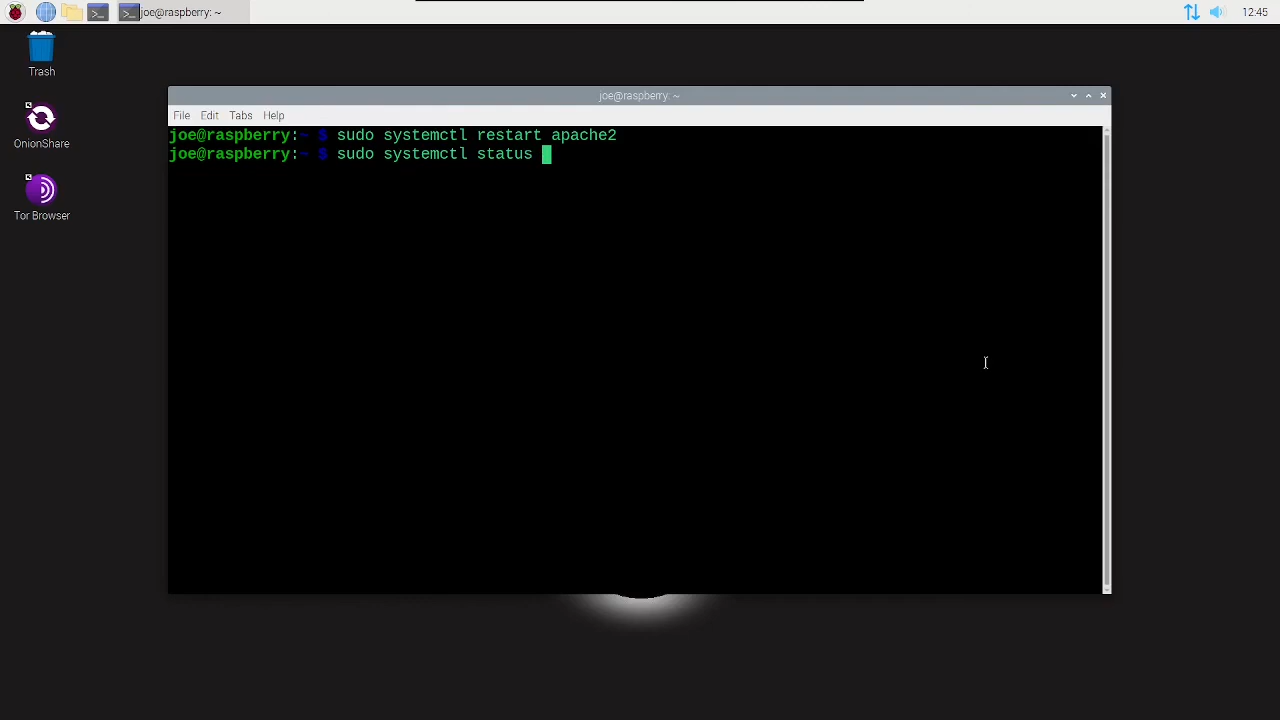 joe@raspberry: ~
12:45
Trash
OnionShare
Tor Browser
joe@raspberry: ~
File Edit Tabs Help
joe@raspberry:~ $ sudo systemctl restart apache2
joe@raspberry:~ $ sudo systemctl status